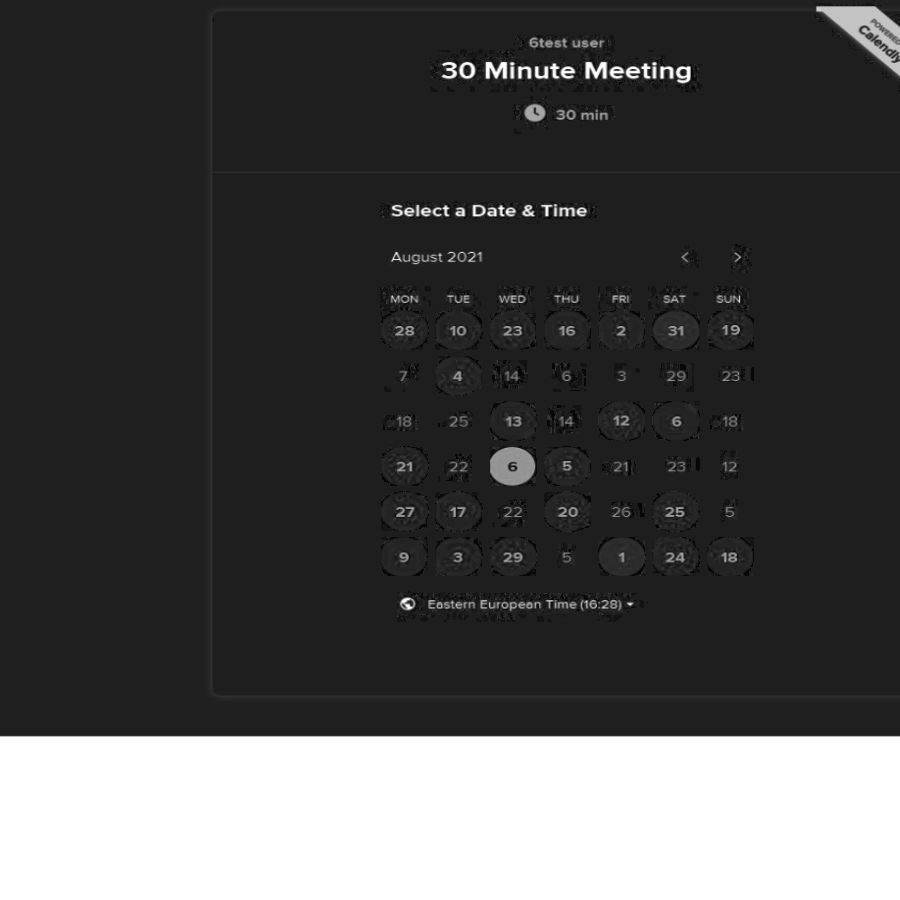 POWERED
Calendly
6test user
30 Minute Meeting
30 min
Select a Date & Time
August 2021
MON TUE WED THU FRI SAT SUN
28 10 23 16 2 31 19
7 4 14 6 3 29 23
18 25 13 14 12 6 18
21 22 6 5 21 23 12
27 17 22 20 26 25 5
9 3 29 5 1 24 18
Eastern European Time (16:28)